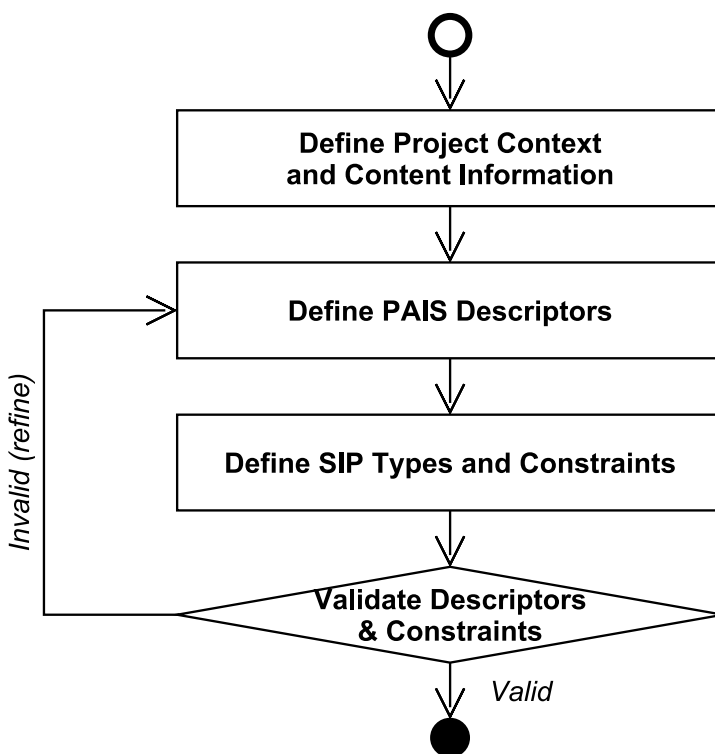 Define Project Context
and Content Information
Define PAIS Descriptors
Define SIP Types and Constraints
Invalid (refine)
Validate Descriptors
& Constraints
Valid